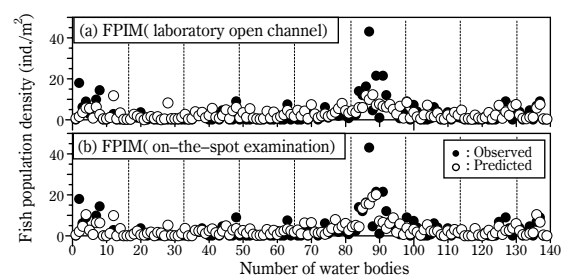 Fish population density (ind./m²)
(a) FPIM( laboratory open channel)
40
20
0
(b) FPIM( on–the–spot examination)
40
20
0
● : Observed
○ : Predicted
0 10 20 30 40 50 60 70 80 90 100 110 120 130 140
Number of water bodies